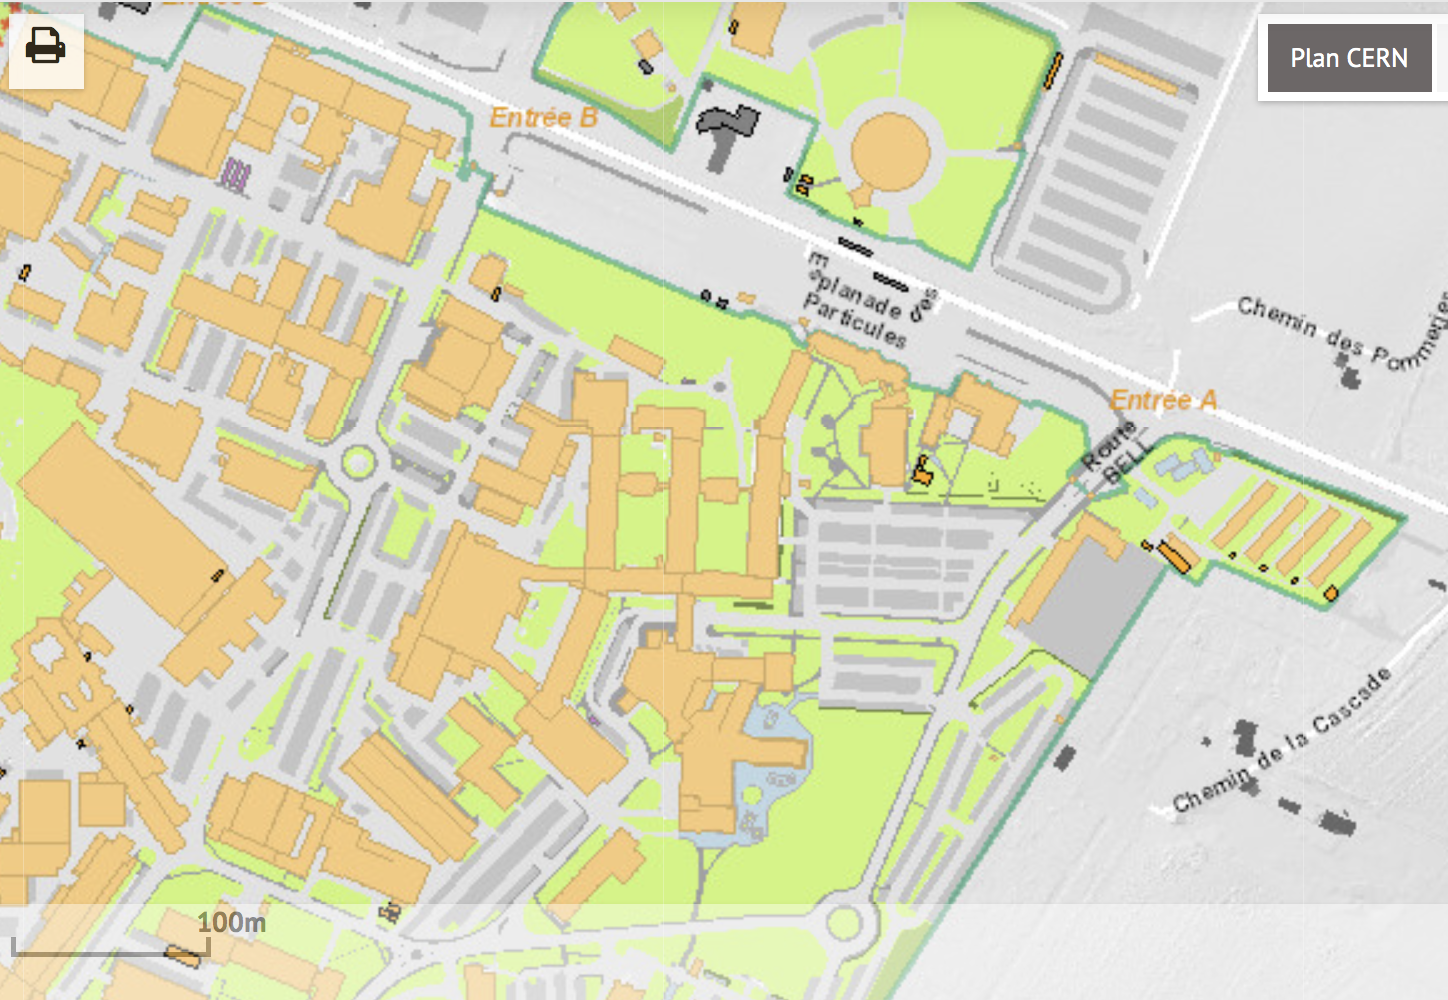 Plan CERN
Entrée B
Esplanade des
Particules
Chemin des Pommiers
Entrée A
Route
BELL
Chemin de la Cascade
100m